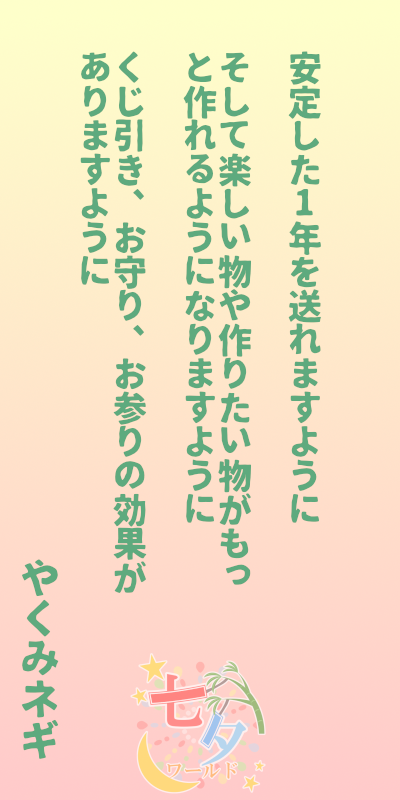 安定した1年を送れますように
そして楽しい物や作りたい物がもっ
と作れるようになりますように
くじ引き、お守り、お参りの効果が
ありますように
やくみネギ
七夕
ワールド